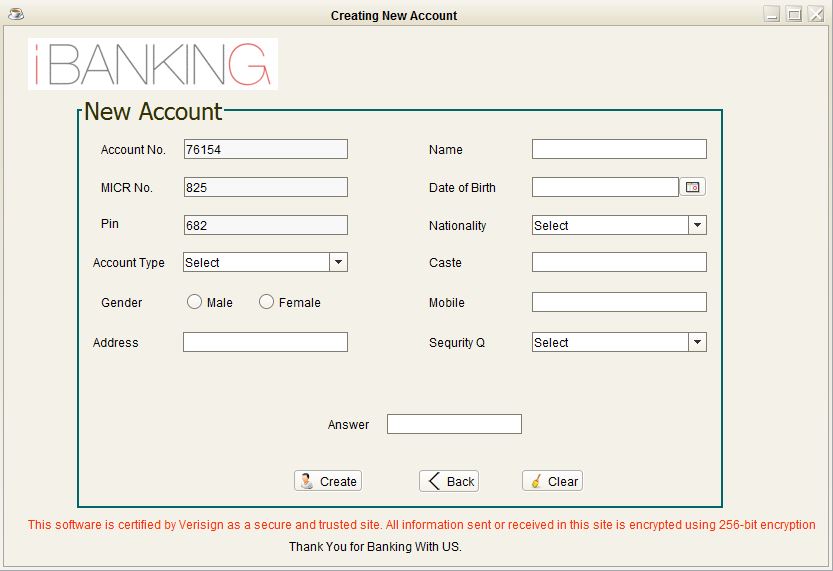 Creating New Account
iBANKING
New Account
Account No. 76154 Name
MICR No. 825 Date of Birth
Pin 682 Nationality Select
Account Type Select Caste
Gender Male Female Mobile
Address Sequrity Q Select
Answer
Create Back Clear
This software is certified by Verisign as a secure and trusted site. All information sent or received in this site is encrypted using 256-bit encryption
Thank You for Banking With US.